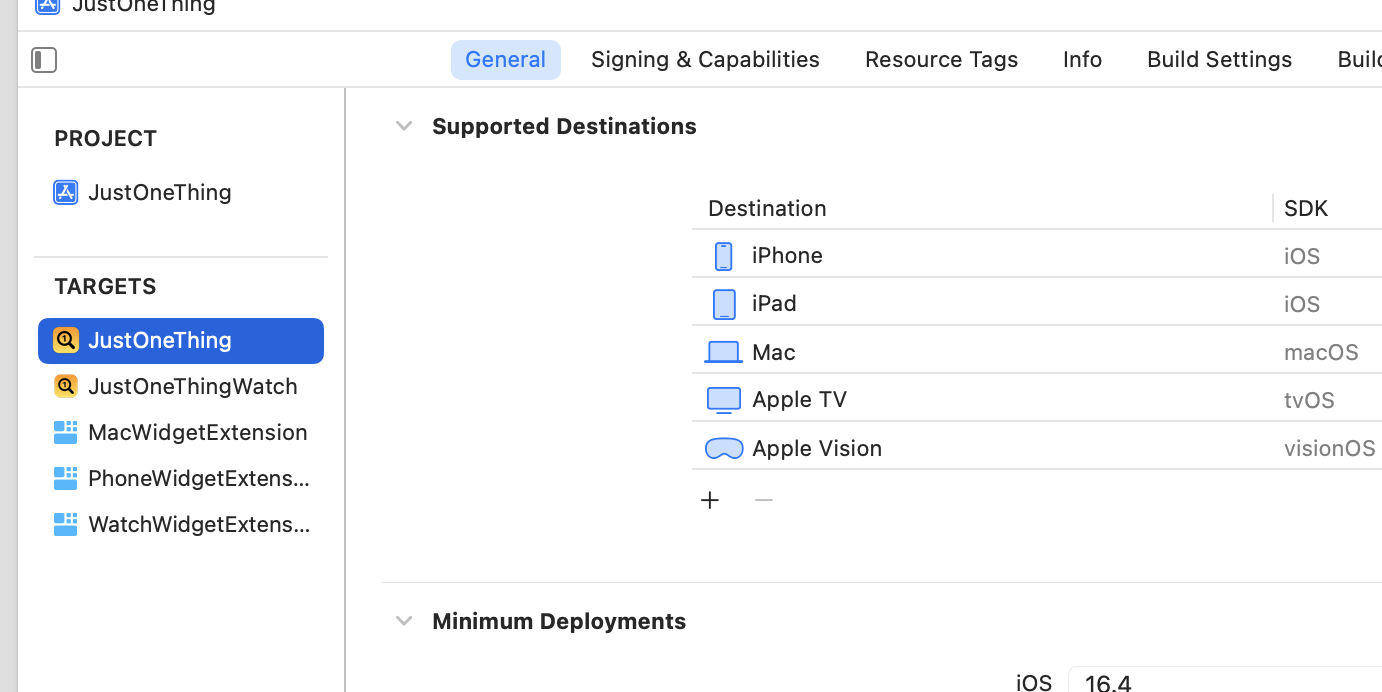 JustOneThing
General Signing & Capabilities Resource Tags Info Build Settings Build
PROJECT
JustOneThing
TARGETS
JustOneThing
JustOneThingWatch
MacWidgetExtension
PhoneWidgetExtens...
WatchWidgetExtens...
Supported Destinations
Destination SDK
iPhone iOS
iPad iOS
Mac macOS
Apple TV tvOS
Apple Vision visionOS
Minimum Deployments
iOS 16.4